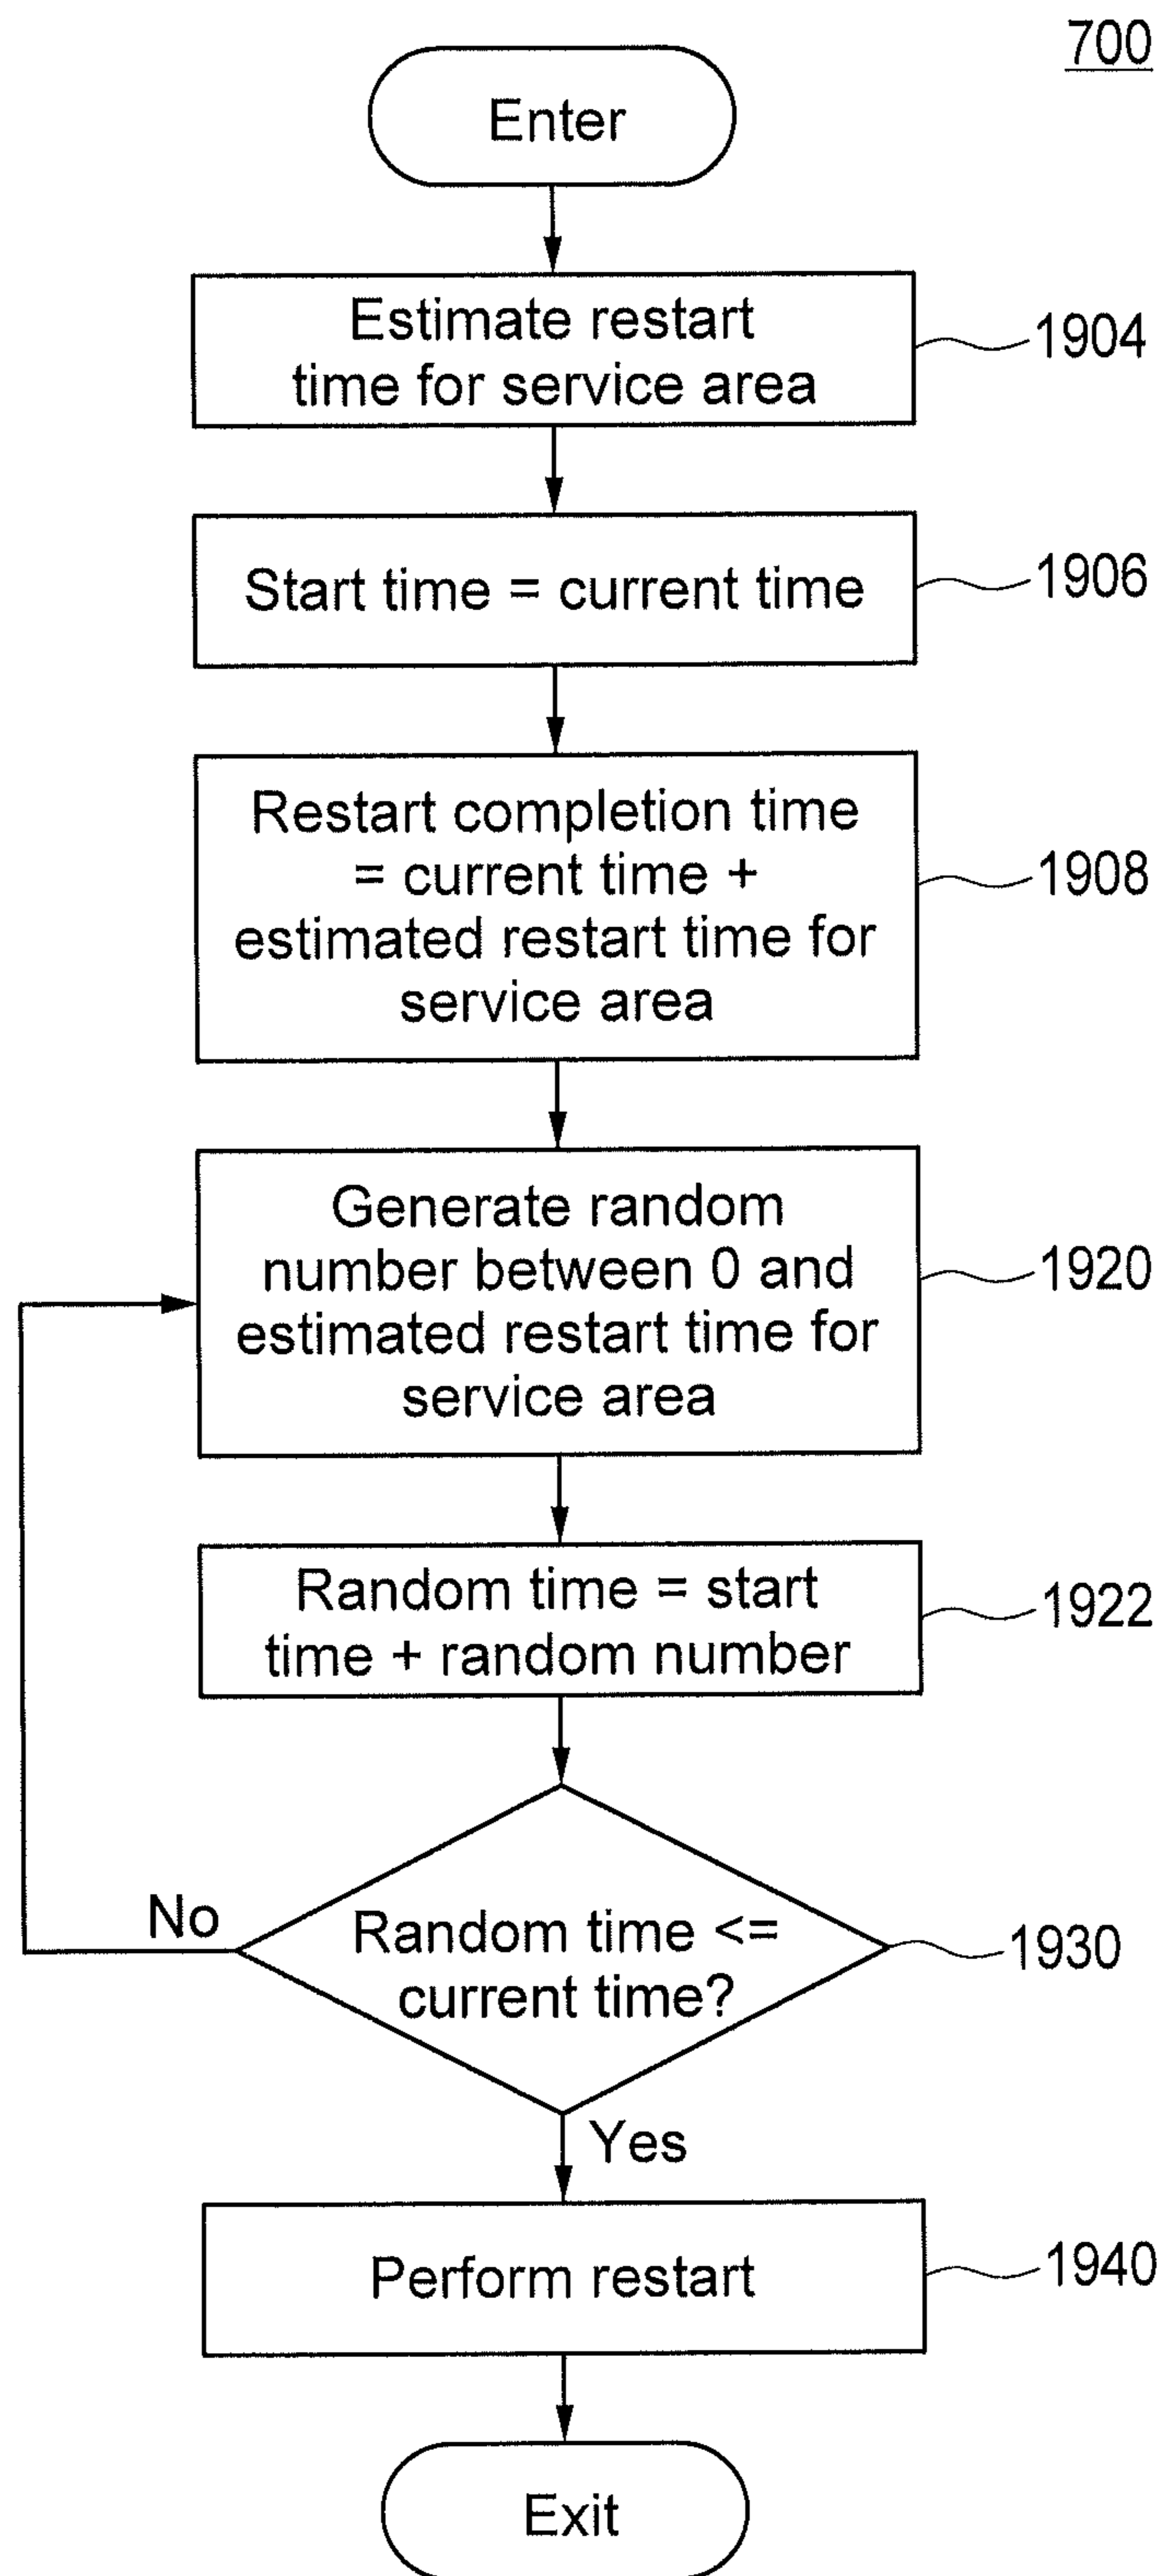 700
Enter
Estimate restart
time for service area
1904
Start time = current time
1906
Restart completion time
= current time +
estimated restart time for
service area
1908
Generate random
number between 0 and
estimated restart time for
service area
1920
Random time = start
time + random number
1922
Random time <=
current time?
1930
No
Yes
Perform restart
1940
Exit